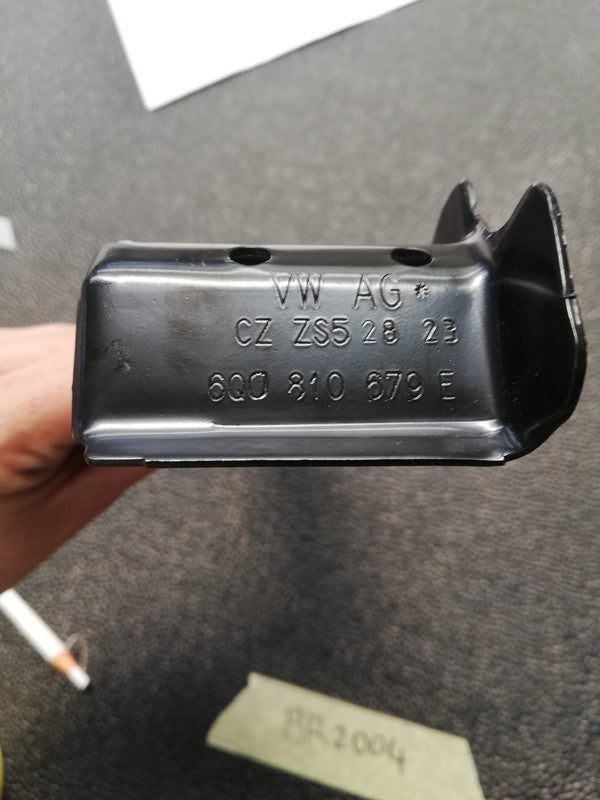 VW AG*
CZ ZS5 28 23
6Q0 810 679 E
BR2004